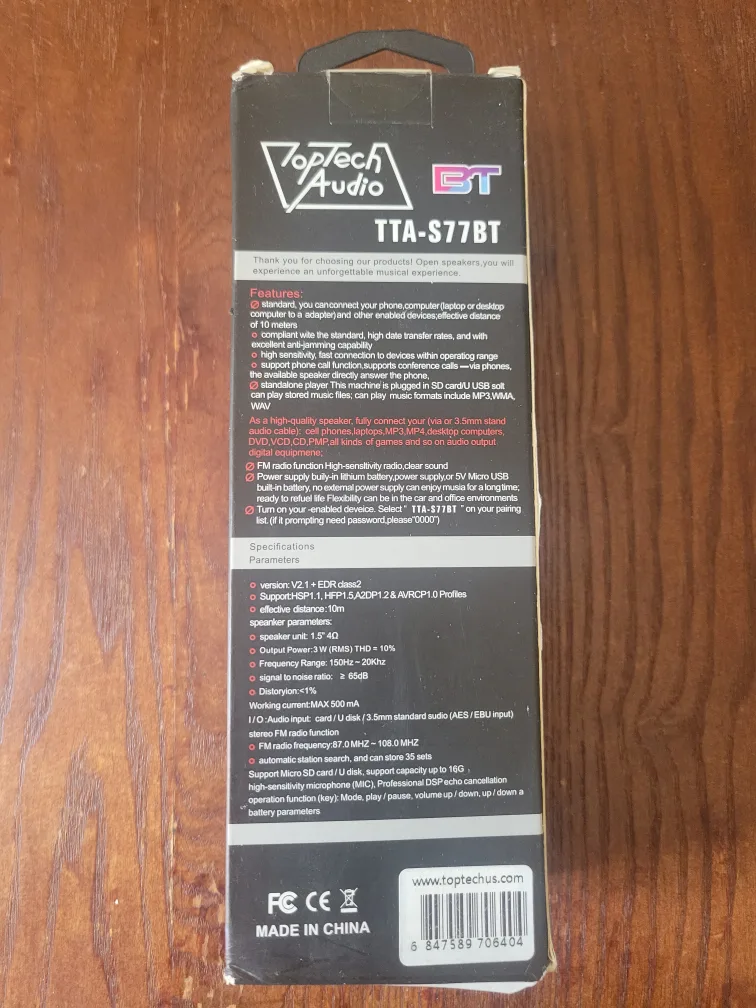 TopTech
Audio
BT
TTA-S77BT
Thank you for choosing our products! Open speakers,you will
experience an unforgettable musical experience.
Features:
standard, you canconnect your phone,computer(laptop or desktop
computer to a adapter)and other enabled devices;effective distance
of 10 meters
compliant wite the standard, high date transfer rates, and with
excellent anti-jamming capability
high sensitivity, fast connection to devices within operatiog range
support phone call function,supports conference calls —via phones,
the available speaker directly answer the phone,
standalone player This machine is plugged in SD card/U USB solt
can play stored music files; can play music formats include MP3,WMA,
WAV
As a high-quality speaker, fully connect your (via or 3.5mm stand
audio cable): cell phones,laptops,MP3,MP4,desktop computers,
DVD,VCD,CD,PMP,all kinds of games and so on audio output
digital equipmene;
FM radio function High-sensltivity radio,clear sound
Power supply buily-in lithium battery,power supply,or 5V Micro USB
built-in battery, no external power supply can enjoy musia for a longtime;
ready to refuel life Flexibility can be in the car and office environments
Turn on your -enabled deveice. Select " TTA-S77BT " on your pairing
list.(if it prompting need password,please"0000")
Specifications
Parameters
version: V2.1 + EDR class2
Support:HSP1.1, HFP1.5,A2DP1.2 & AVRCP1.0 Profiles
effective distance:10m
speanker parameters:
speaker unit: 1.5" 4Ω
Output Power:3 W (RMS) THD = 10%
Frequency Range: 150Hz ~ 20Khz
signal to noise ratio: ≥ 65dB
Distoryion:<1%
Working current:MAX 500 mA
I / O :Audio input: card / U disk / 3.5mm standard sudio (AES / EBU input)
stereo FM radio function
FM radio frequency:87.0 MHZ ~ 108.0 MHZ
automatic station search, and can store 35 sets
Support Micro SD card / U disk, support capacity up to 16G
high-sensitivity microphone (MIC), Professional DSP echo cancellation
operation function (key): Mode, play / pause, volume up / down, up / down a
battery parameters
www.toptechus.com
FC CE
MADE IN CHINA
6 847589 706404